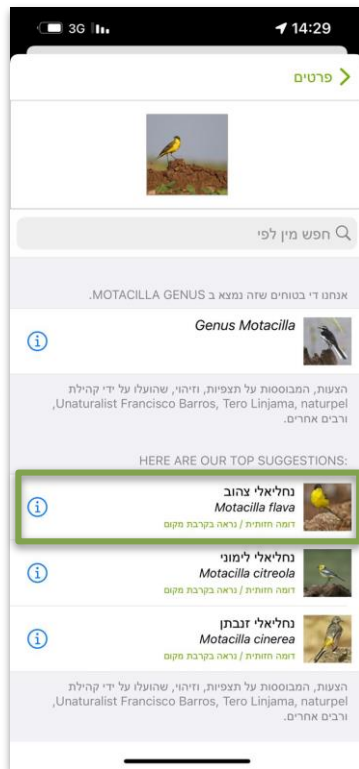 3G
14:29
פרטים
חפש מין לפי
אנחנו די בטוחים שזה נמצא ב MOTACILLA GENUS.
Genus Motacilla
הצעות, המבוססות על תצפיות, וזיהוי, שהועלו על ידי קהילת
Unaturalist Francisco Barros, Tero Linjama, naturpel,
ורבים אחרים.
HERE ARE OUR TOP SUGGESTIONS:
נחליאלי צהוב
Motacilla flava
דומה חזותית / נראה בקרבת מקום
נחליאלי לימוני
Motacilla citreola
דומה חזותית / נראה בקרבת מקום
נחליאלי זנבתן
Motacilla cinerea
דומה חזותית / נראה בקרבת מקום
הצעות, המבוססות על תצפיות, וזיהוי, שהועלו על ידי קהילת
Unaturalist Francisco Barros, Tero Linjama, naturpel,
ורבים אחרים.